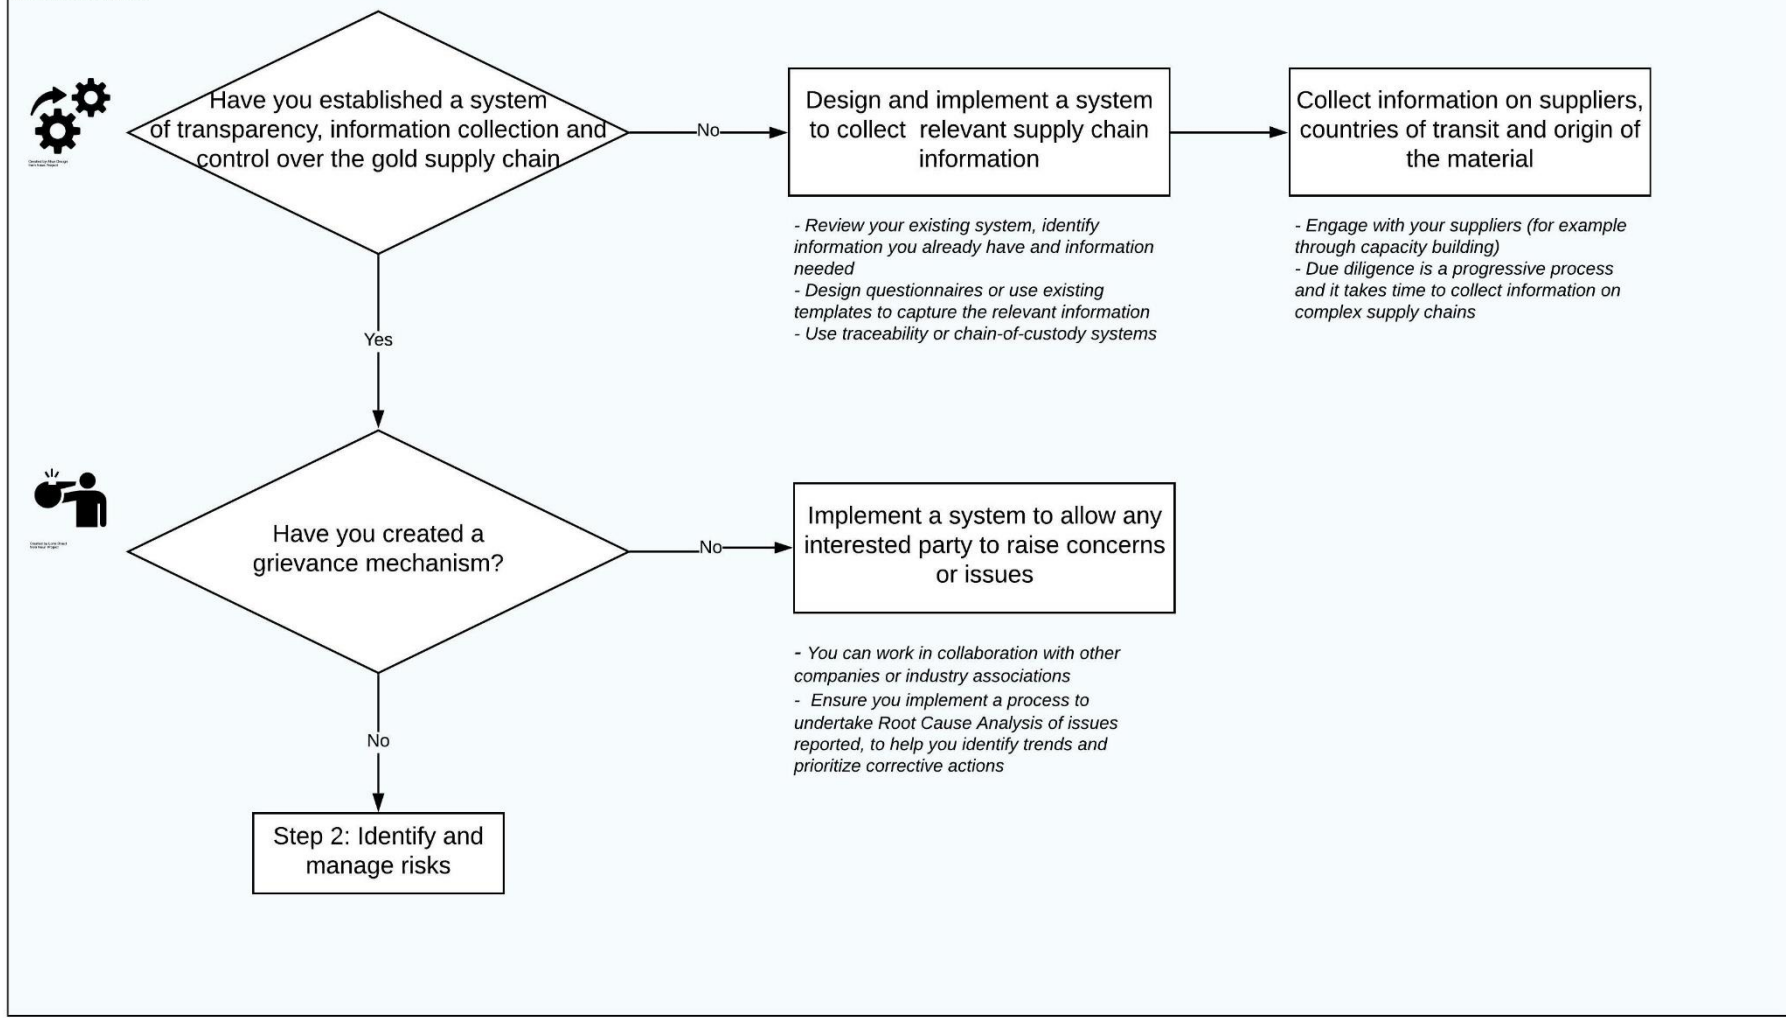 Have you established a system
of transparency, information collection and
control over the gold supply chain
No
Design and implement a system
to collect relevant supply chain
information
Collect information on suppliers,
countries of transit and origin of
the material
- Review your existing system, identify
information you already have and information
needed
- Design questionnaires or use existing
templates to capture the relevant information
- Use traceability or chain-of-custody systems
- Engage with your suppliers (for example
through capacity building)
- Due diligence is a progressive process
and it takes time to collect information on
complex supply chains
Yes
Have you created a
grievance mechanism?
No
Implement a system to allow any
interested party to raise concerns
or issues
- You can work in collaboration with other
companies or industry associations
- Ensure you implement a process to
undertake Root Cause Analysis of issues
reported, to help you identify trends and
prioritize corrective actions
No
Step 2: Identify and
manage risks